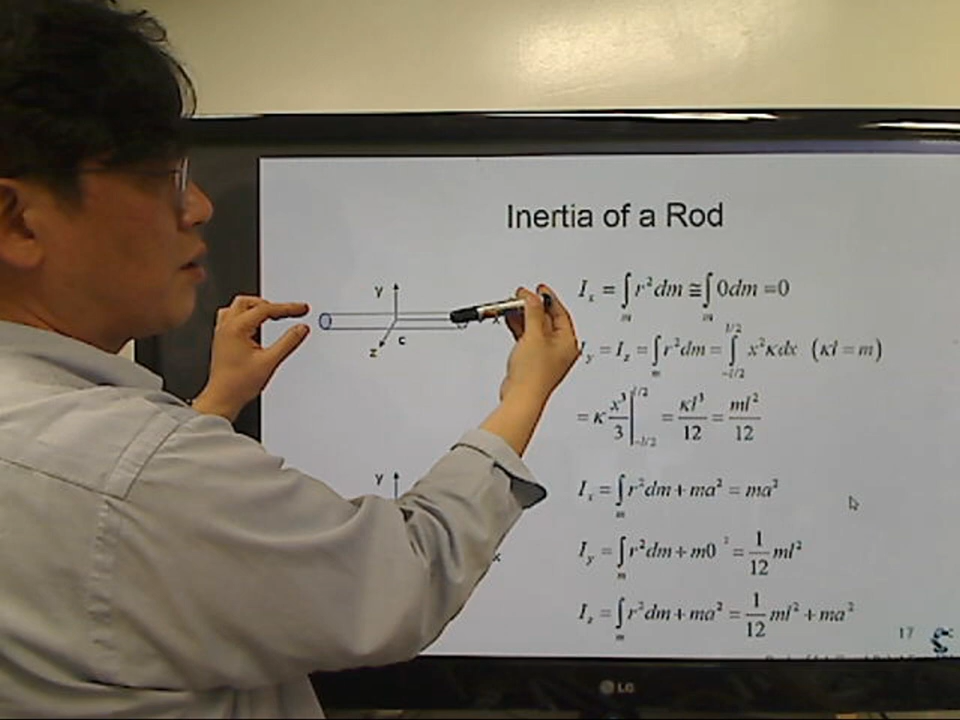 Inertia of a Rod
y
x
z
c
I_x = ∫_m r²dm ≅ ∫_m 0dm = 0
I_y = I_z = ∫_m r²dm = ∫_{-l/2}^{l/2} x²κdx (κl = m)
= κ x³/3 |_{-l/2}^{l/2} = κl³/12 = ml²/12
y
x
I_x = ∫_m r²dm + ma² = ma²
I_y = ∫_m r²dm + m0² = 1/12 ml²
I_z = ∫_m r²dm + ma² = 1/12 ml² + ma²
17
LG